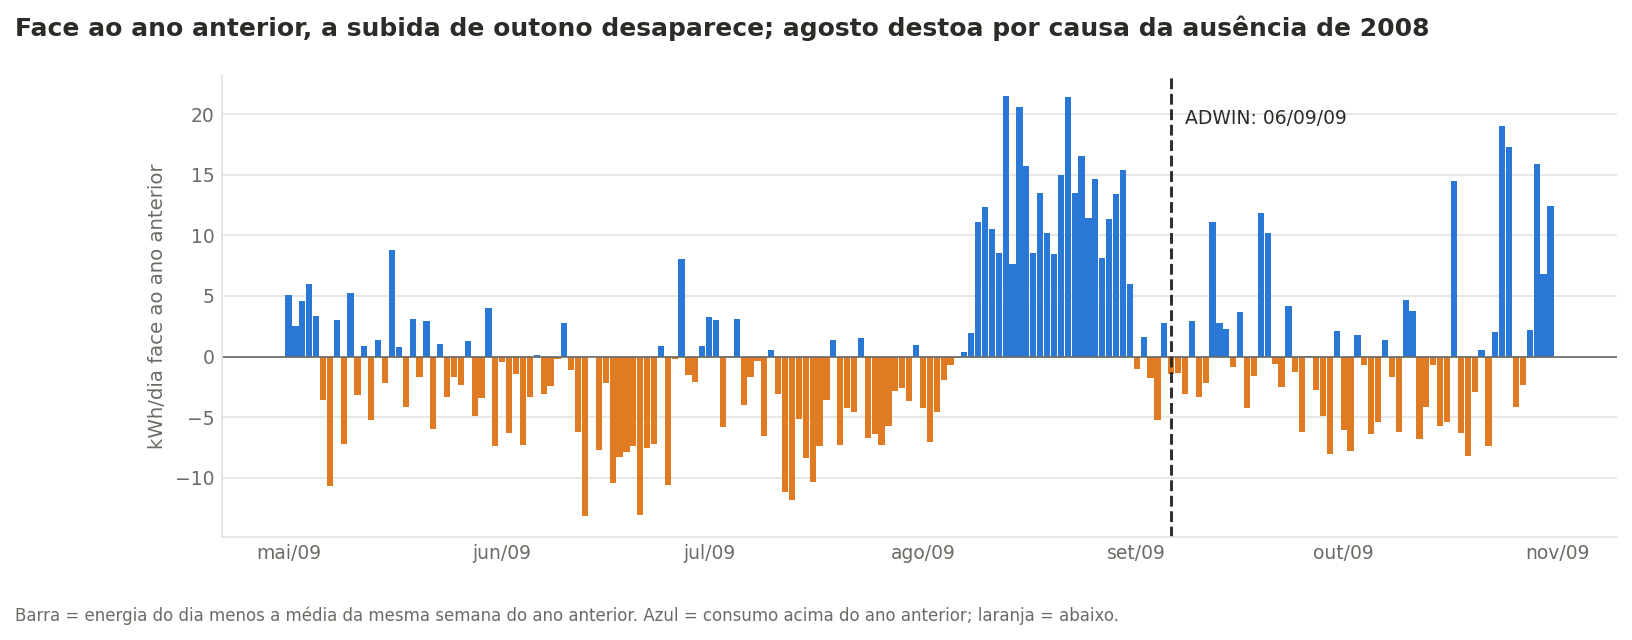 Face ao ano anterior, a subida de outono desaparece; agosto destoa por causa da ausência de 2008
kWh/dia face ao ano anterior
20
15
10
5
0
−5
−10
ADWIN: 06/09/09
mai/09
jun/09
jul/09
ago/09
set/09
out/09
nov/09
Barra = energia do dia menos a média da mesma semana do ano anterior. Azul = consumo acima do ano anterior; laranja = abaixo.